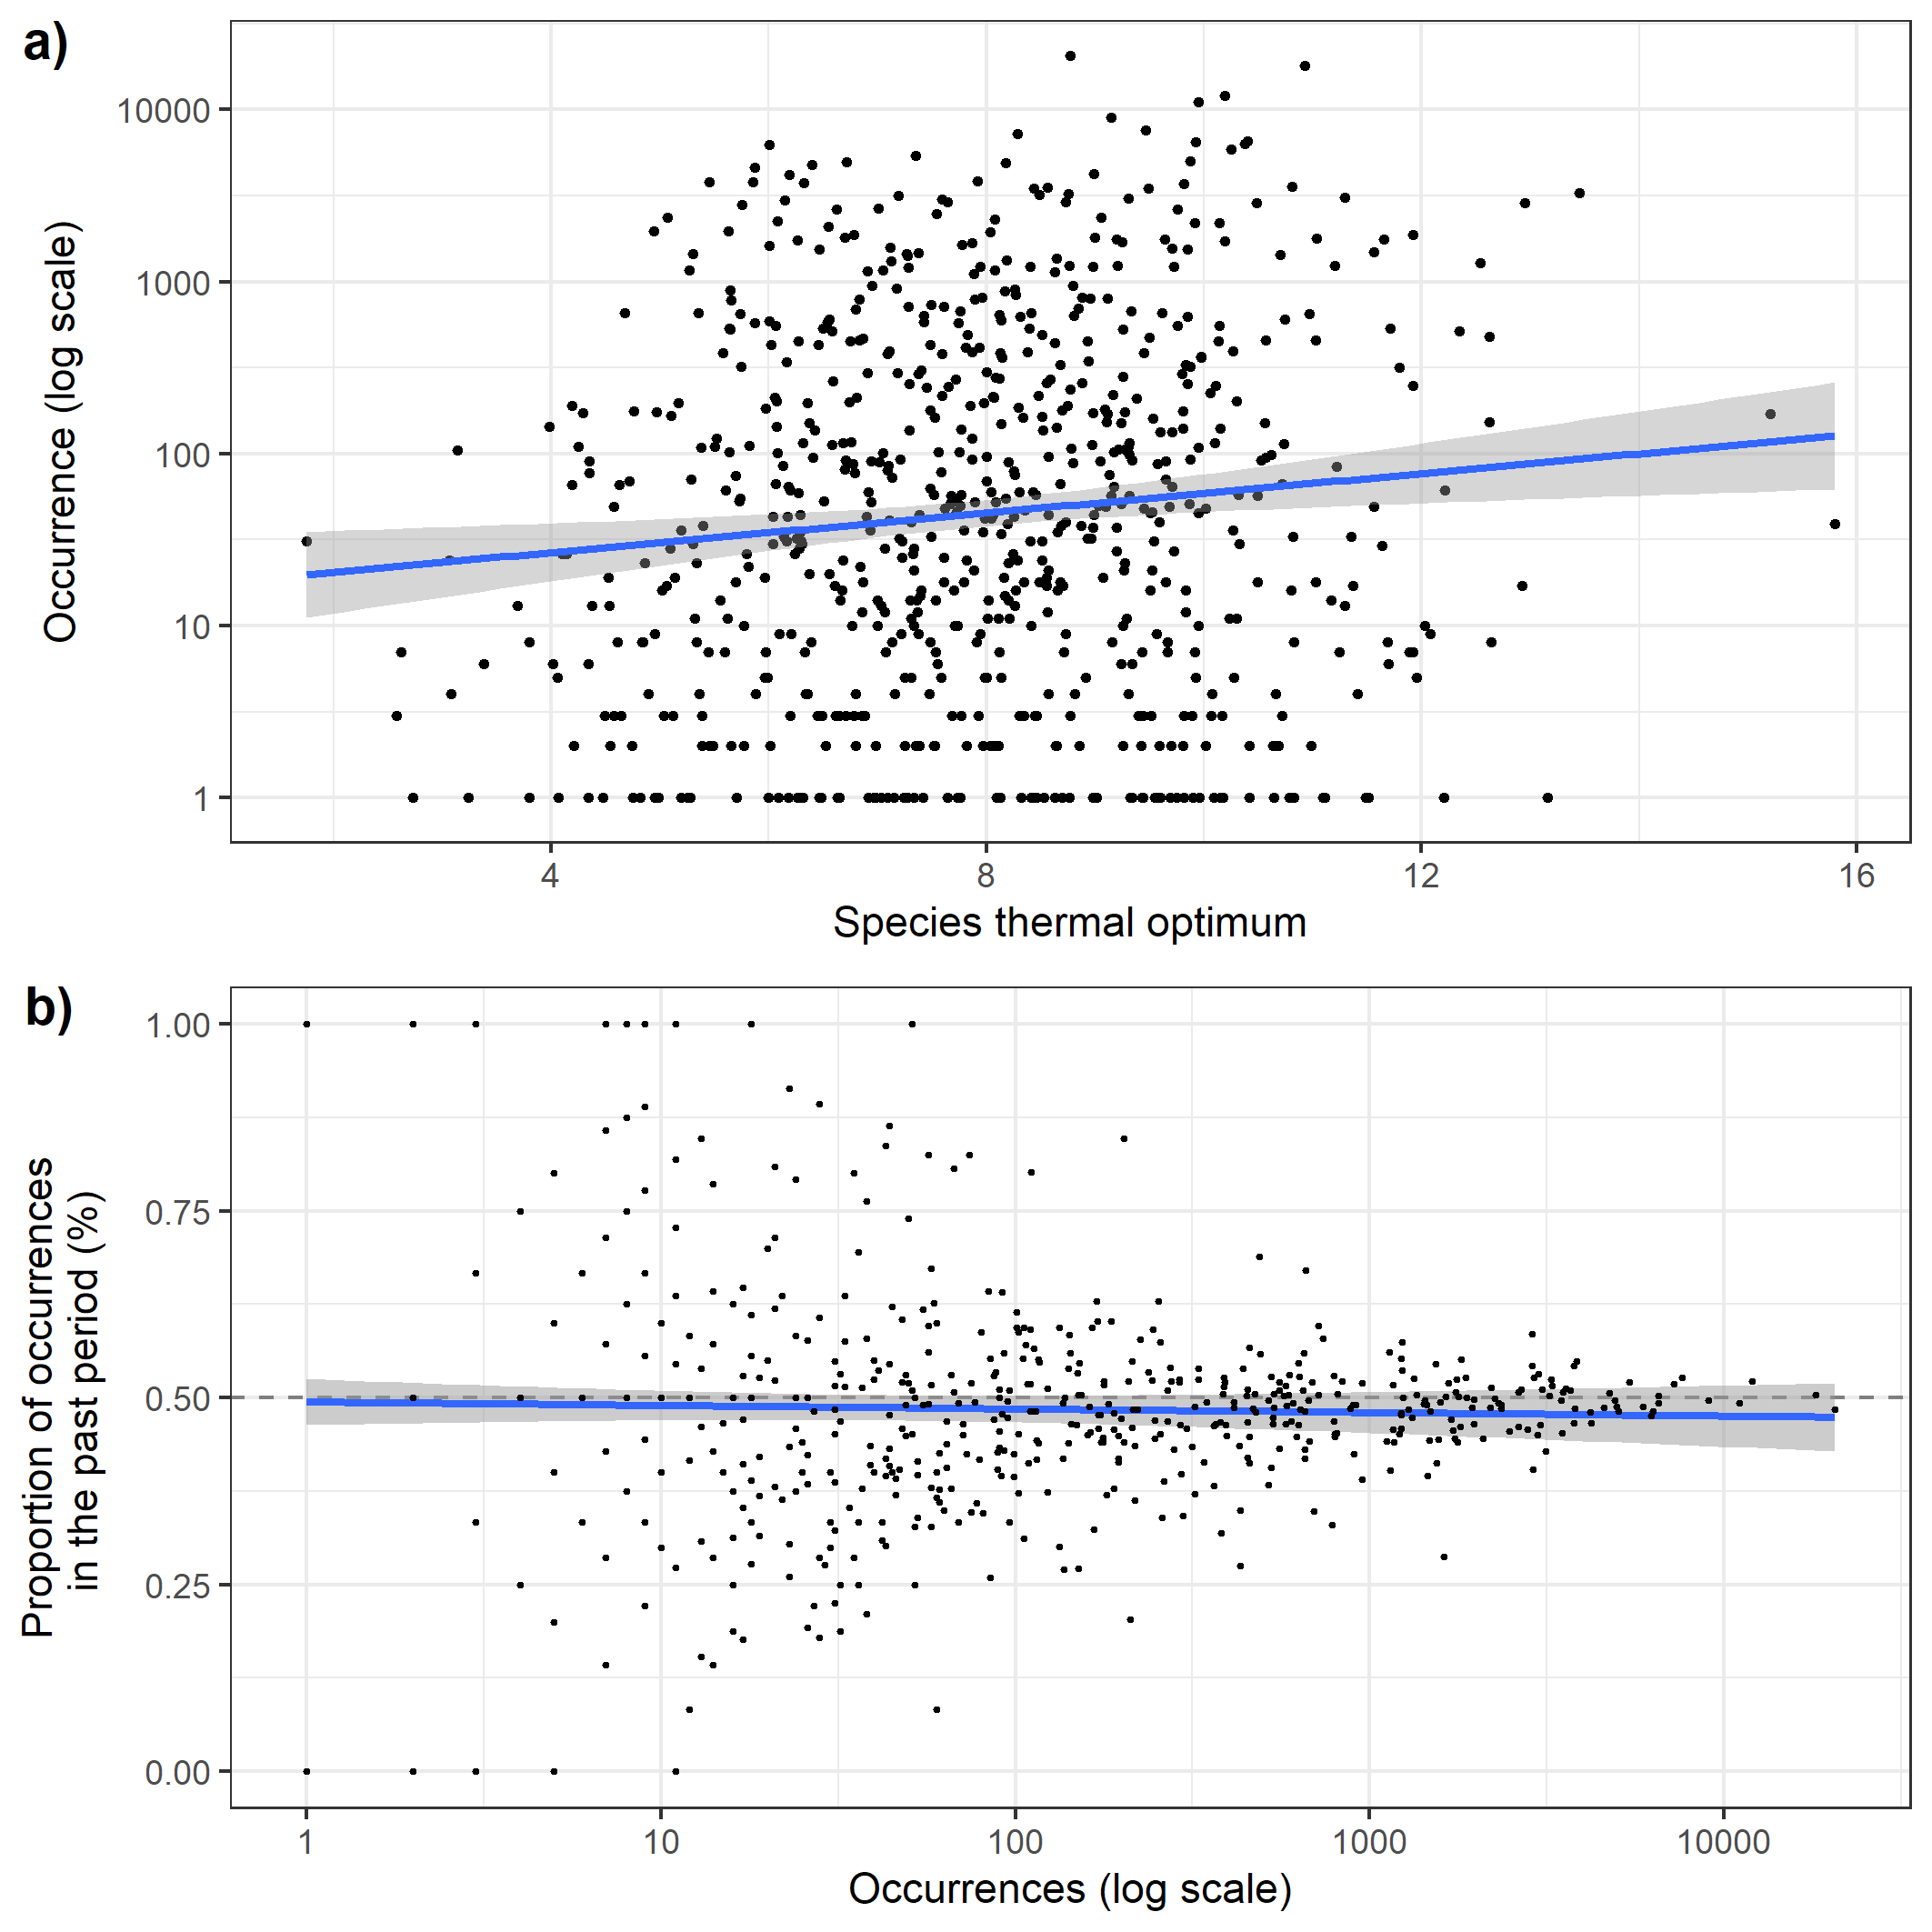 a)
Occurrence (log scale)
10000
1000
100
10
1
4 8 12 16
Species thermal optimum
b)
Proportion of occurrences
in the past period (%)
1.00
0.75
0.50
0.25
0.00
1 10 100 1000 10000
Occurrences (log scale)